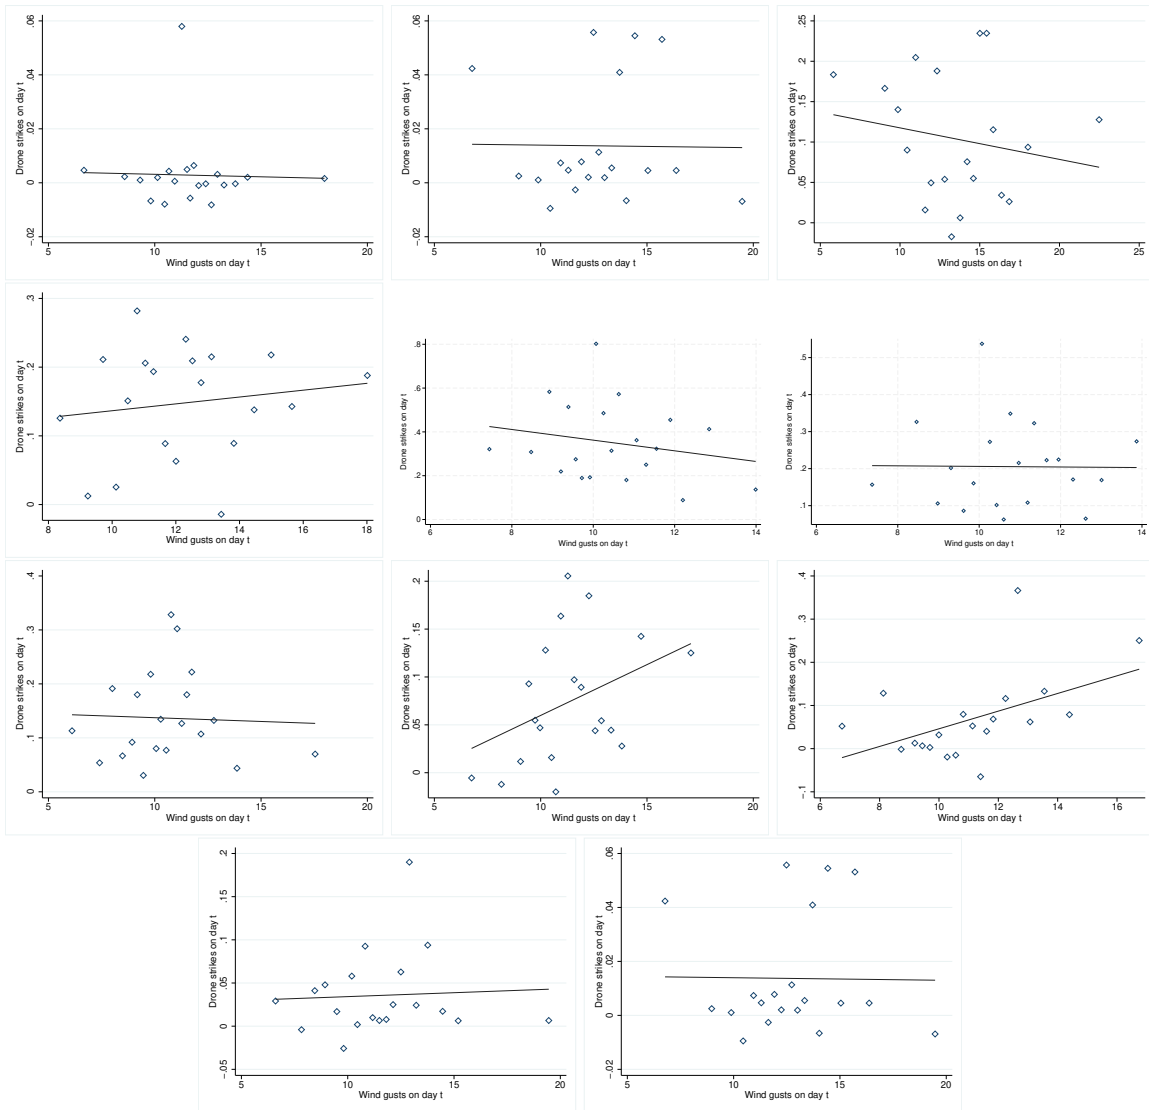 Drone strikes on day t
.06
.04
.02
0
-.02
5 10 15 20
Wind gusts on day t
Drone strikes on day t
.06
.04
.02
0
-.02
5 10 15 20
Wind gusts on day t
Drone strikes on day t
.25
.2
.15
.1
.05
0
5 10 15 20 25
Wind gusts on day t
Drone strikes on day t
.3
.2
.1
0
8 10 12 14 16 18
Wind gusts on day t
Drone strikes on day t
.8
.6
.4
.2
0
6 8 10 12 14
Wind gusts on day t
Drone strikes on day t
.5
.4
.3
.2
.1
6 8 10 12 14
Wind gusts on day t
Drone strikes on day t
.4
.3
.2
.1
0
5 10 15 20
Wind gusts on day t
Drone strikes on day t
.2
.15
.1
.05
0
5 10 15 20
Wind gusts on day t
Drone strikes on day t
.4
.3
.2
.1
0
-.1
6 8 10 12 14 16
Wind gusts on day t
Drone strikes on day t
.2
.15
.1
.05
0
-.05
5 10 15 20
Wind gusts on day t
Drone strikes on day t
.06
.04
.02
0
-.02
5 10 15 20
Wind gusts on day t